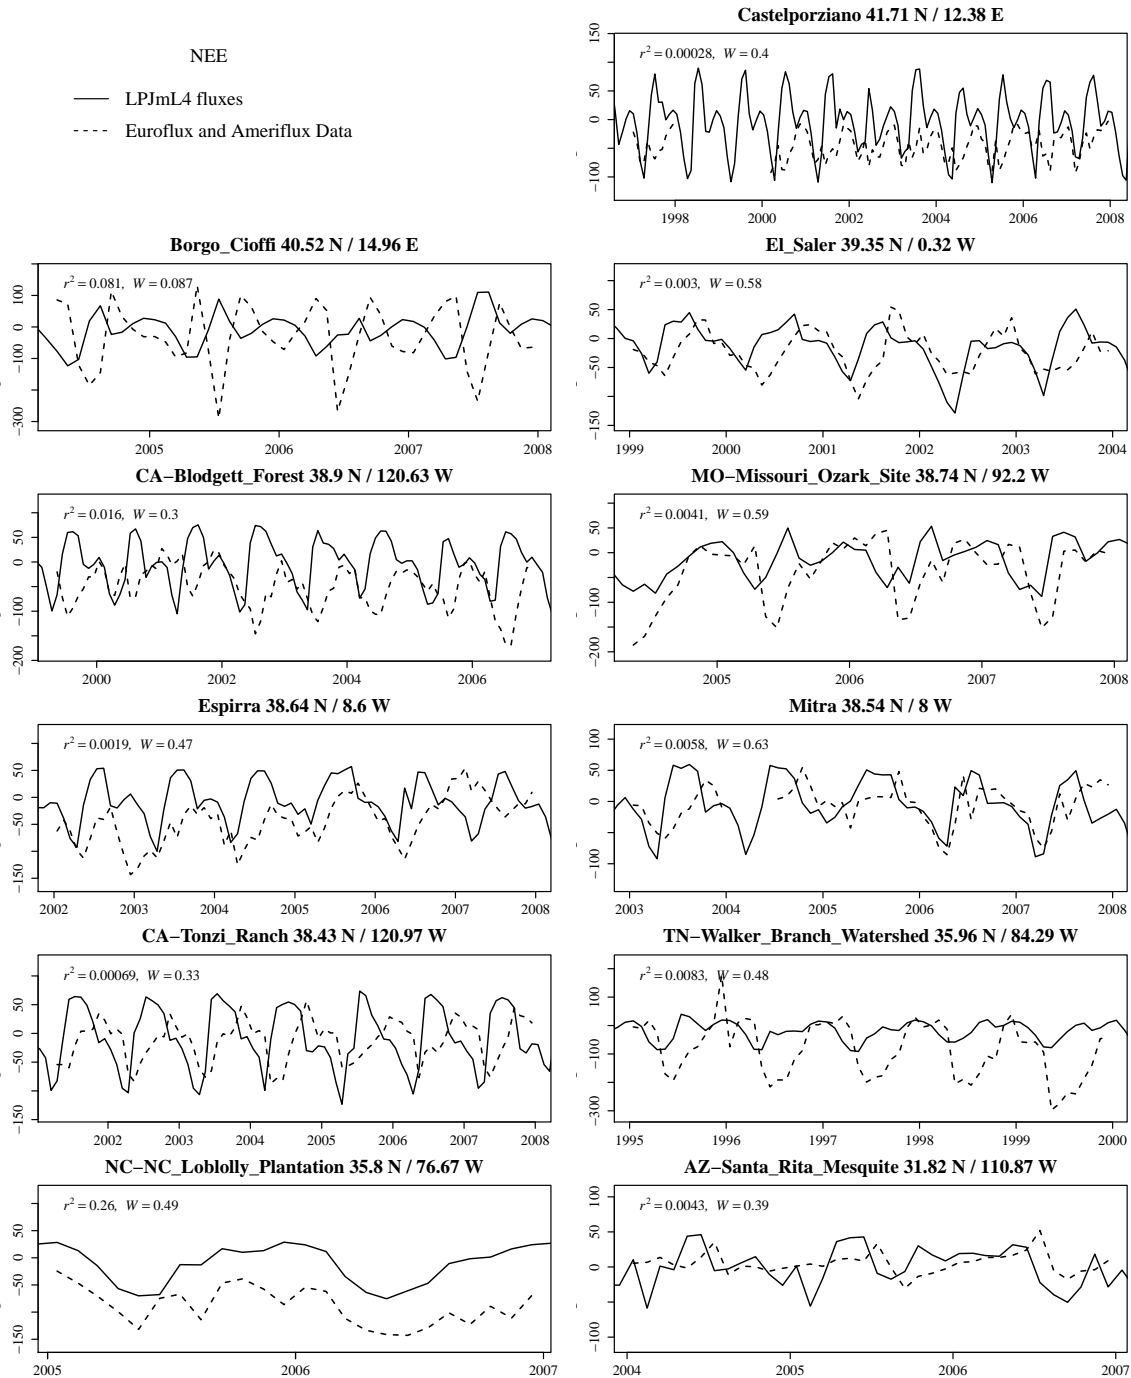 NEE
LPJmL4 fluxes
Euroflux and Ameriflux Data
Castelporziano 41.71 N / 12.38 E
r² = 0.00028, W = 0.4
150
50
0
−100
1998 2000 2002 2004 2006 2008
Borgo_Cioffi 40.52 N / 14.96 E
r² = 0.081, W = 0.087
100
0
−100
−300
2005 2006 2007 2008
El_Saler 39.35 N / 0.32 W
r² = 0.003, W = 0.58
50
0
−50
−150
1999 2000 2001 2002 2003 2004
CA−Blodgett_Forest 38.9 N / 120.63 W
r² = 0.016, W = 0.3
50
0
−100
−200
2000 2002 2004 2006
MO−Missouri_Ozark_Site 38.74 N / 92.2 W
r² = 0.0041, W = 0.59
50
0
−100
−200
2005 2006 2007 2008
Espirra 38.64 N / 8.6 W
r² = 0.0019, W = 0.47
50
0
−50
−150
2002 2003 2004 2005 2006 2007 2008
Mitra 38.54 N / 8 W
r² = 0.0058, W = 0.63
100
50
0
−100
2003 2004 2005 2006 2007 2008
CA−Tonzi_Ranch 38.43 N / 120.97 W
r² = 0.00069, W = 0.33
50
0
−50
−150
2002 2003 2004 2005 2006 2007 2008
TN−Walker_Branch_Watershed 35.96 N / 84.29 W
r² = 0.0083, W = 0.48
100
−100
−300
1995 1996 1997 1998 1999 2000
NC−NC_Loblolly_Plantation 35.8 N / 76.67 W
r² = 0.26, W = 0.49
50
0
−50
−150
2005 2006 2007
AZ−Santa_Rita_Mesquite 31.82 N / 110.87 W
r² = 0.0043, W = 0.39
100
50
0
−100
2004 2005 2006 2007